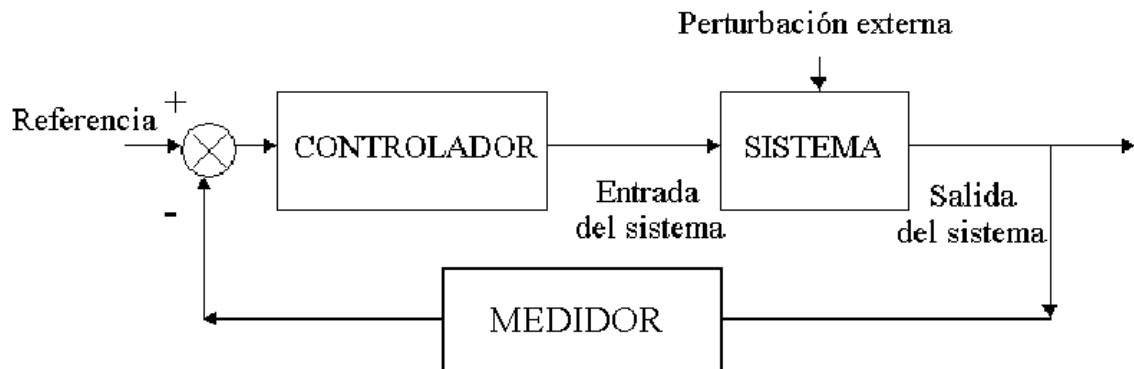 Perturbación externa
+
Referencia
CONTROLADOR
SISTEMA
-
Entrada
del sistema
Salida
del sistema
MEDIDOR